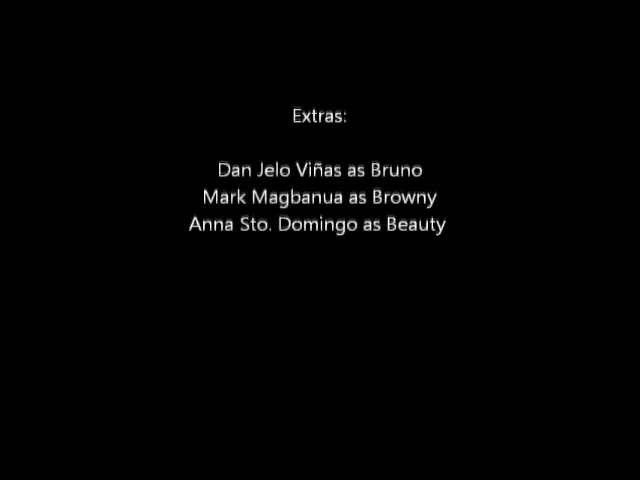 Extras:
Dan Jelo Viñas as Bruno
Mark Magbanua as Browny
Anna Sto. Domingo as Beauty